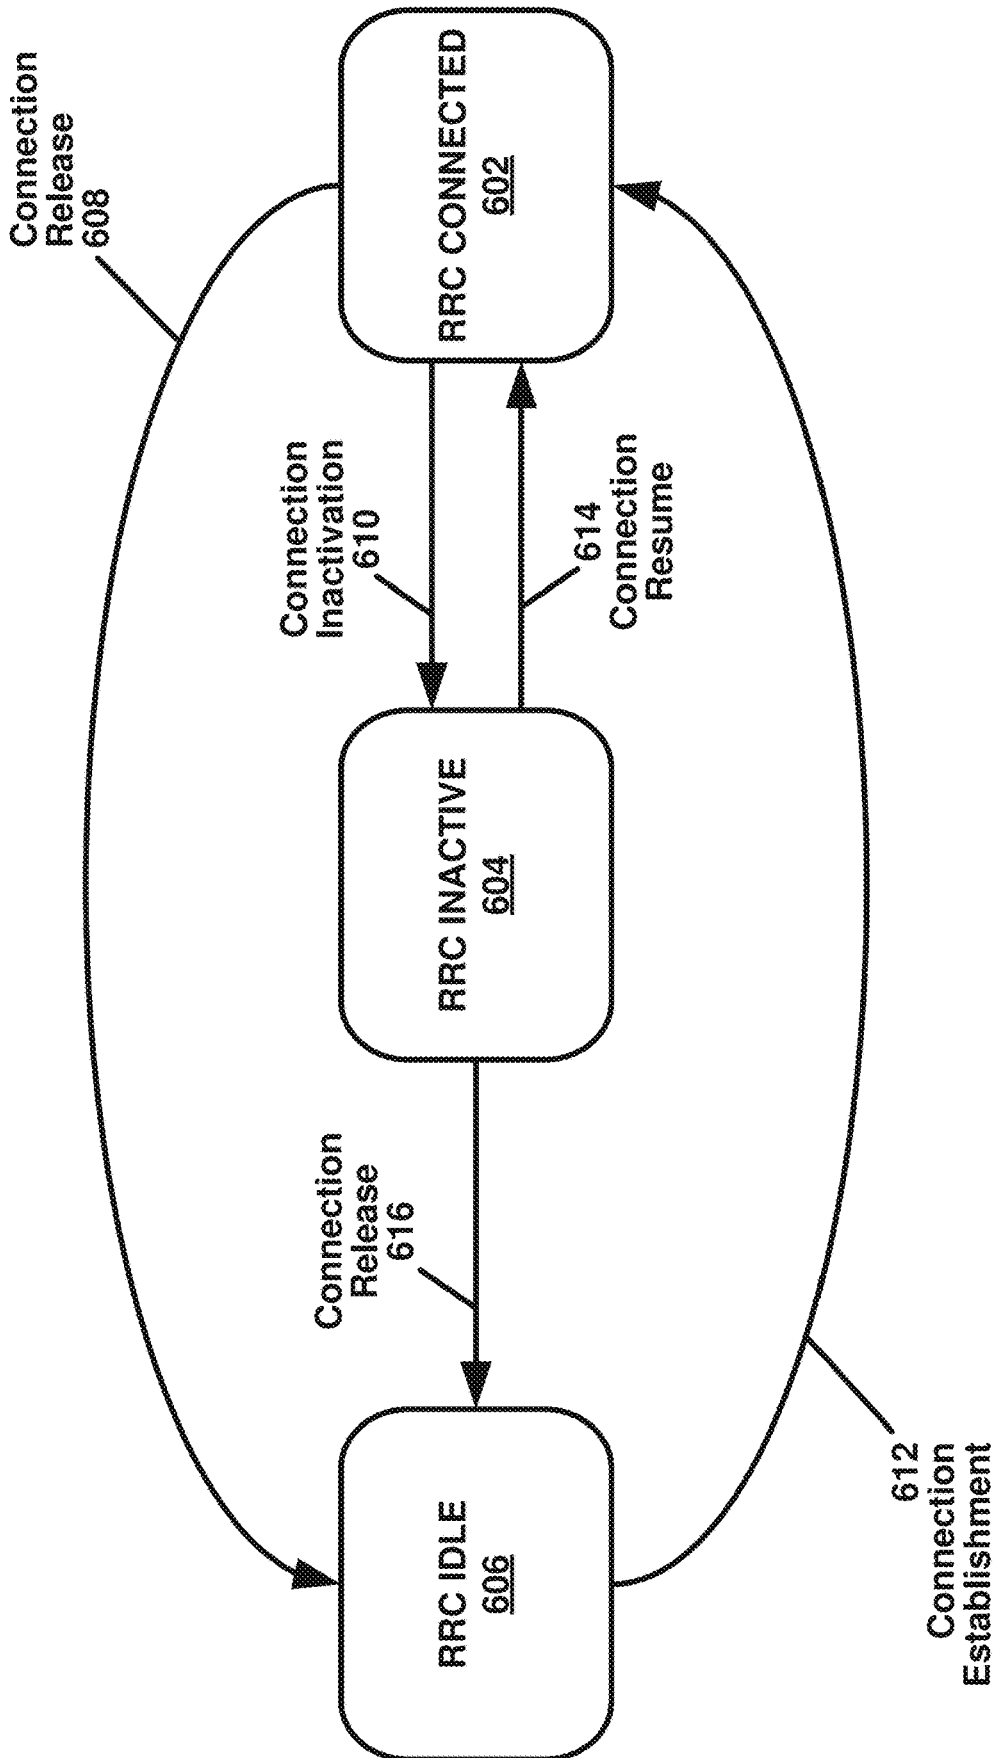 Connection
Release
608
RRC CONNECTED
602
Connection
Inactivation
610
614
Connection
Resume
RRC INACTIVE
604
Connection
Release
616
RRC IDLE
606
612
Connection
Establishment